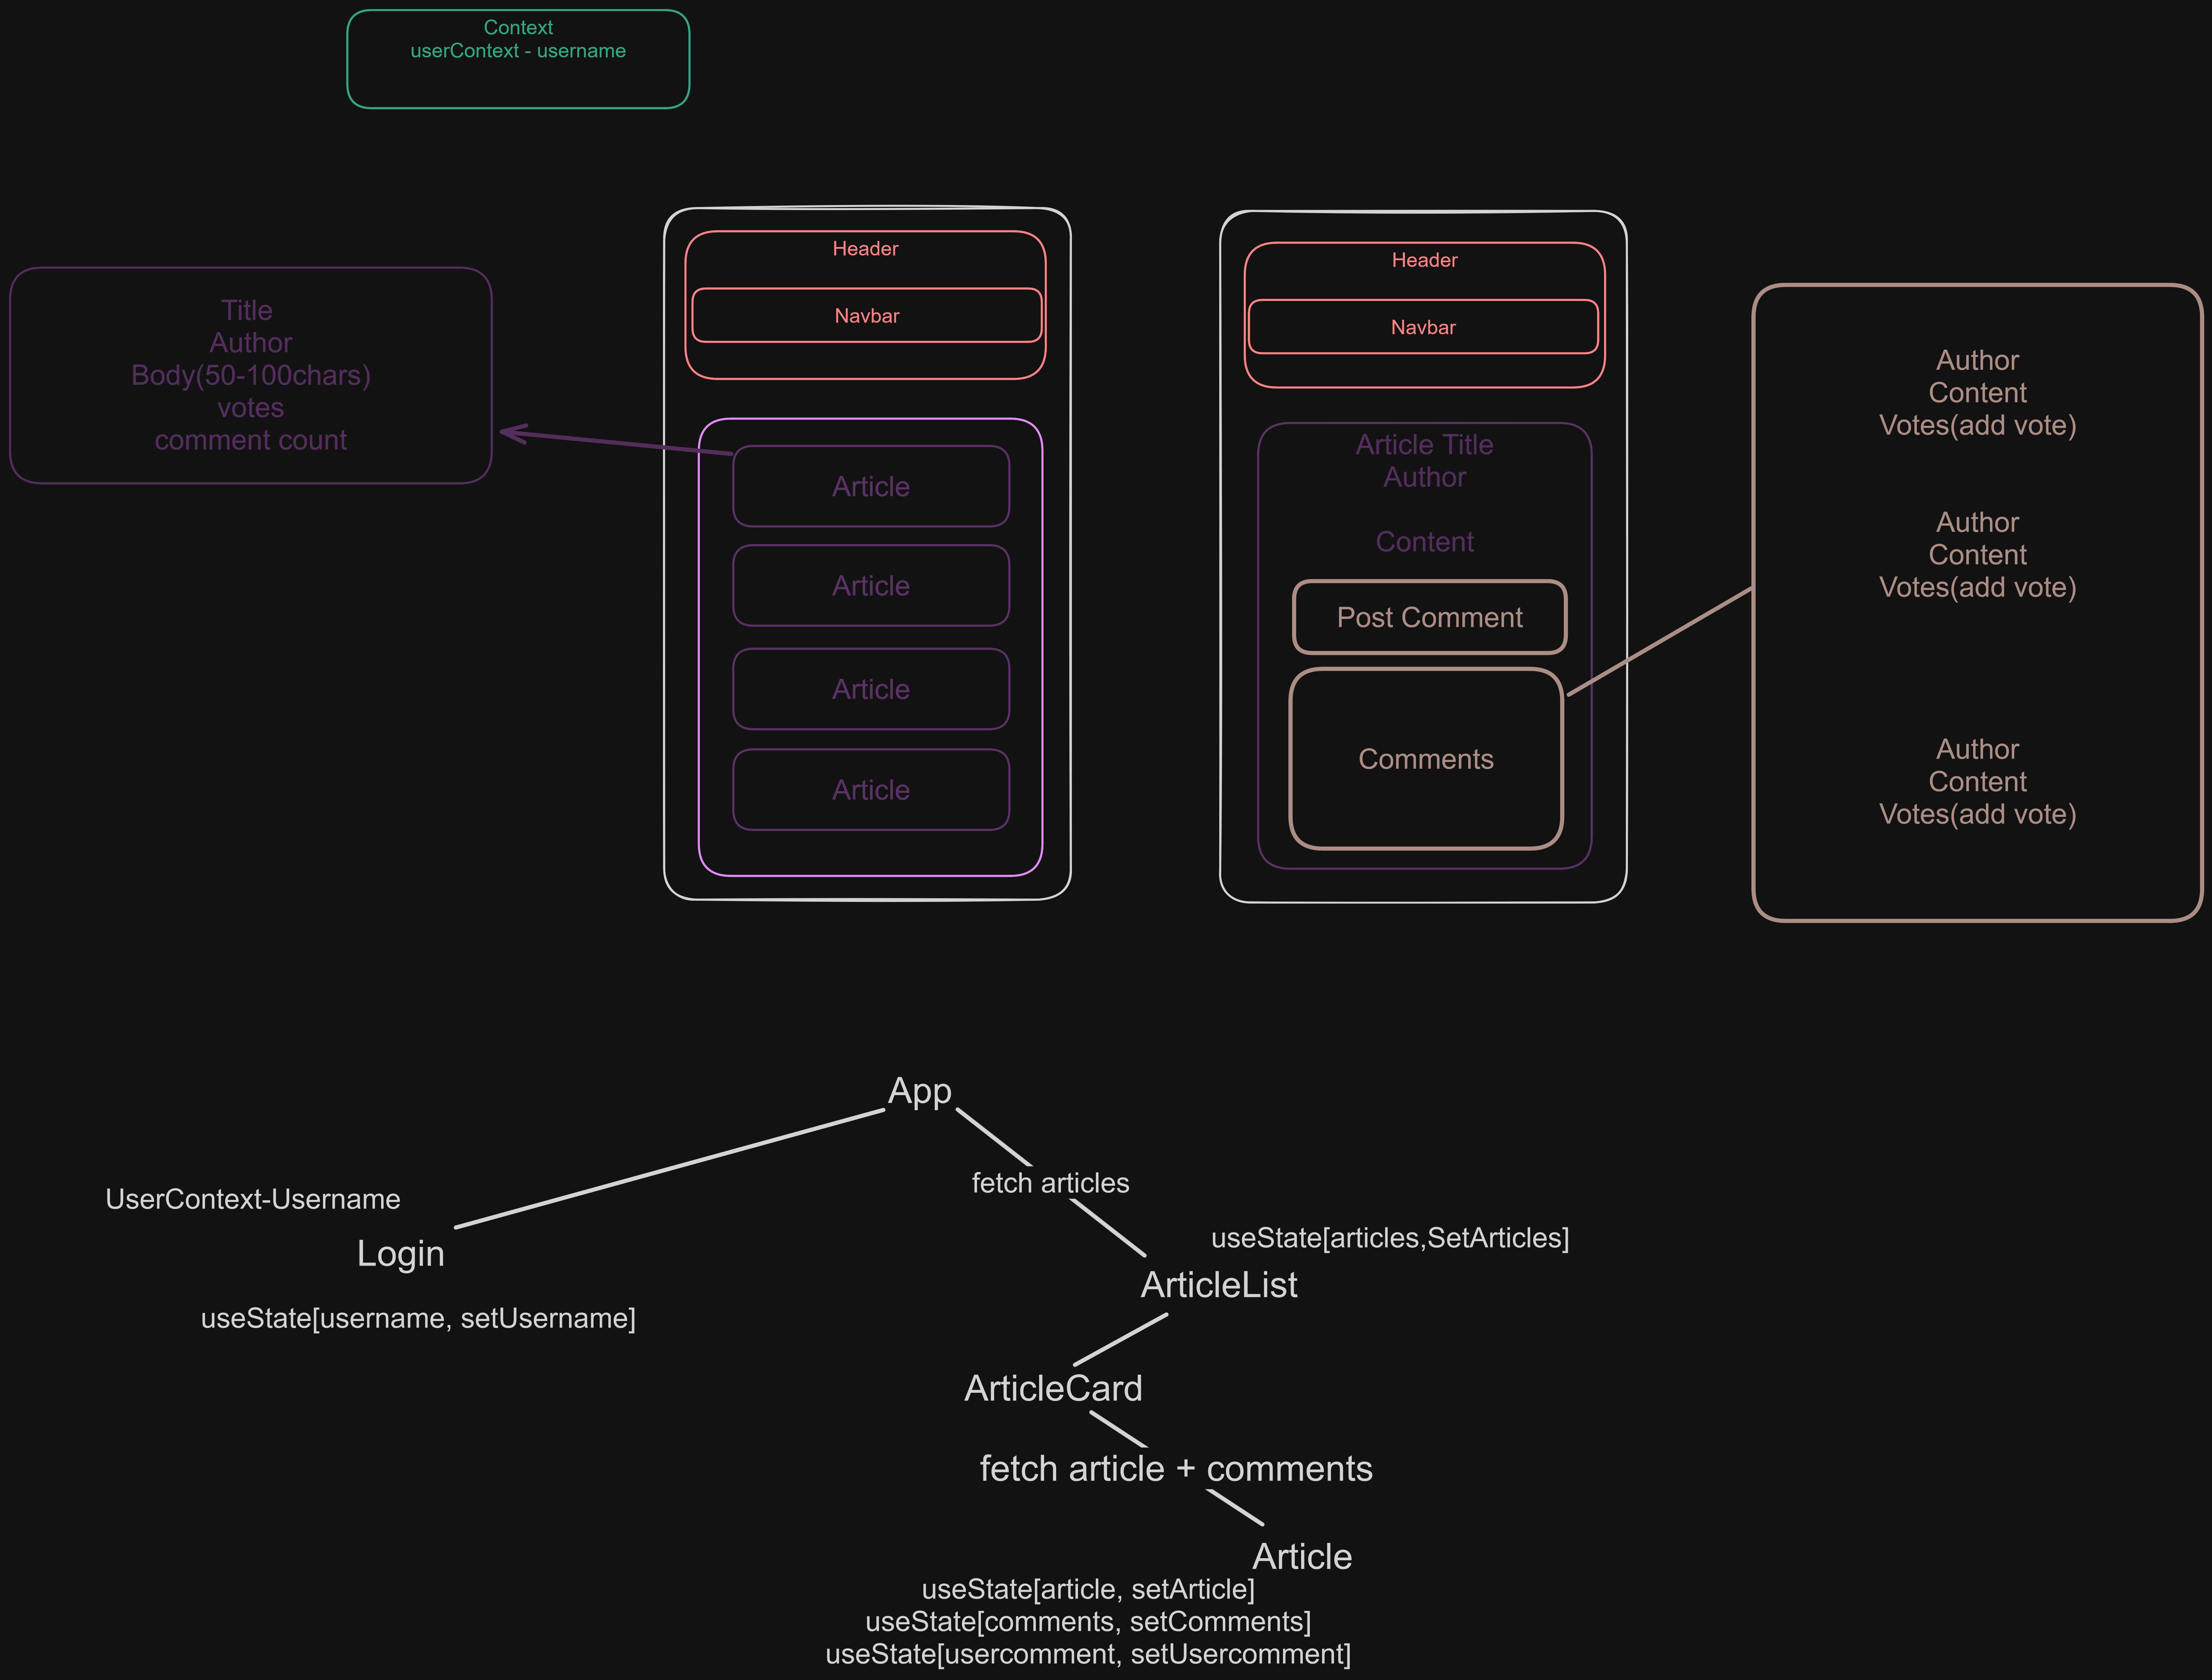 Context
userContext - username
Header
Navbar
Title
Author
Body(50-100chars)
votes
comment count
Article
Article
Article
Article
Header
Navbar
Article Title
Author
Content
Post Comment
Comments
Author
Content
Votes(add vote)
Author
Content
Votes(add vote)
Author
Content
Votes(add vote)
App
fetch articles
UserContext-Username
Login
useState[username, setUsername]
useState[articles,SetArticles]
ArticleList
ArticleCard
fetch article + comments
Article
useState[article, setArticle]
useState[comments, setComments]
useState[usercomment, setUsercomment]